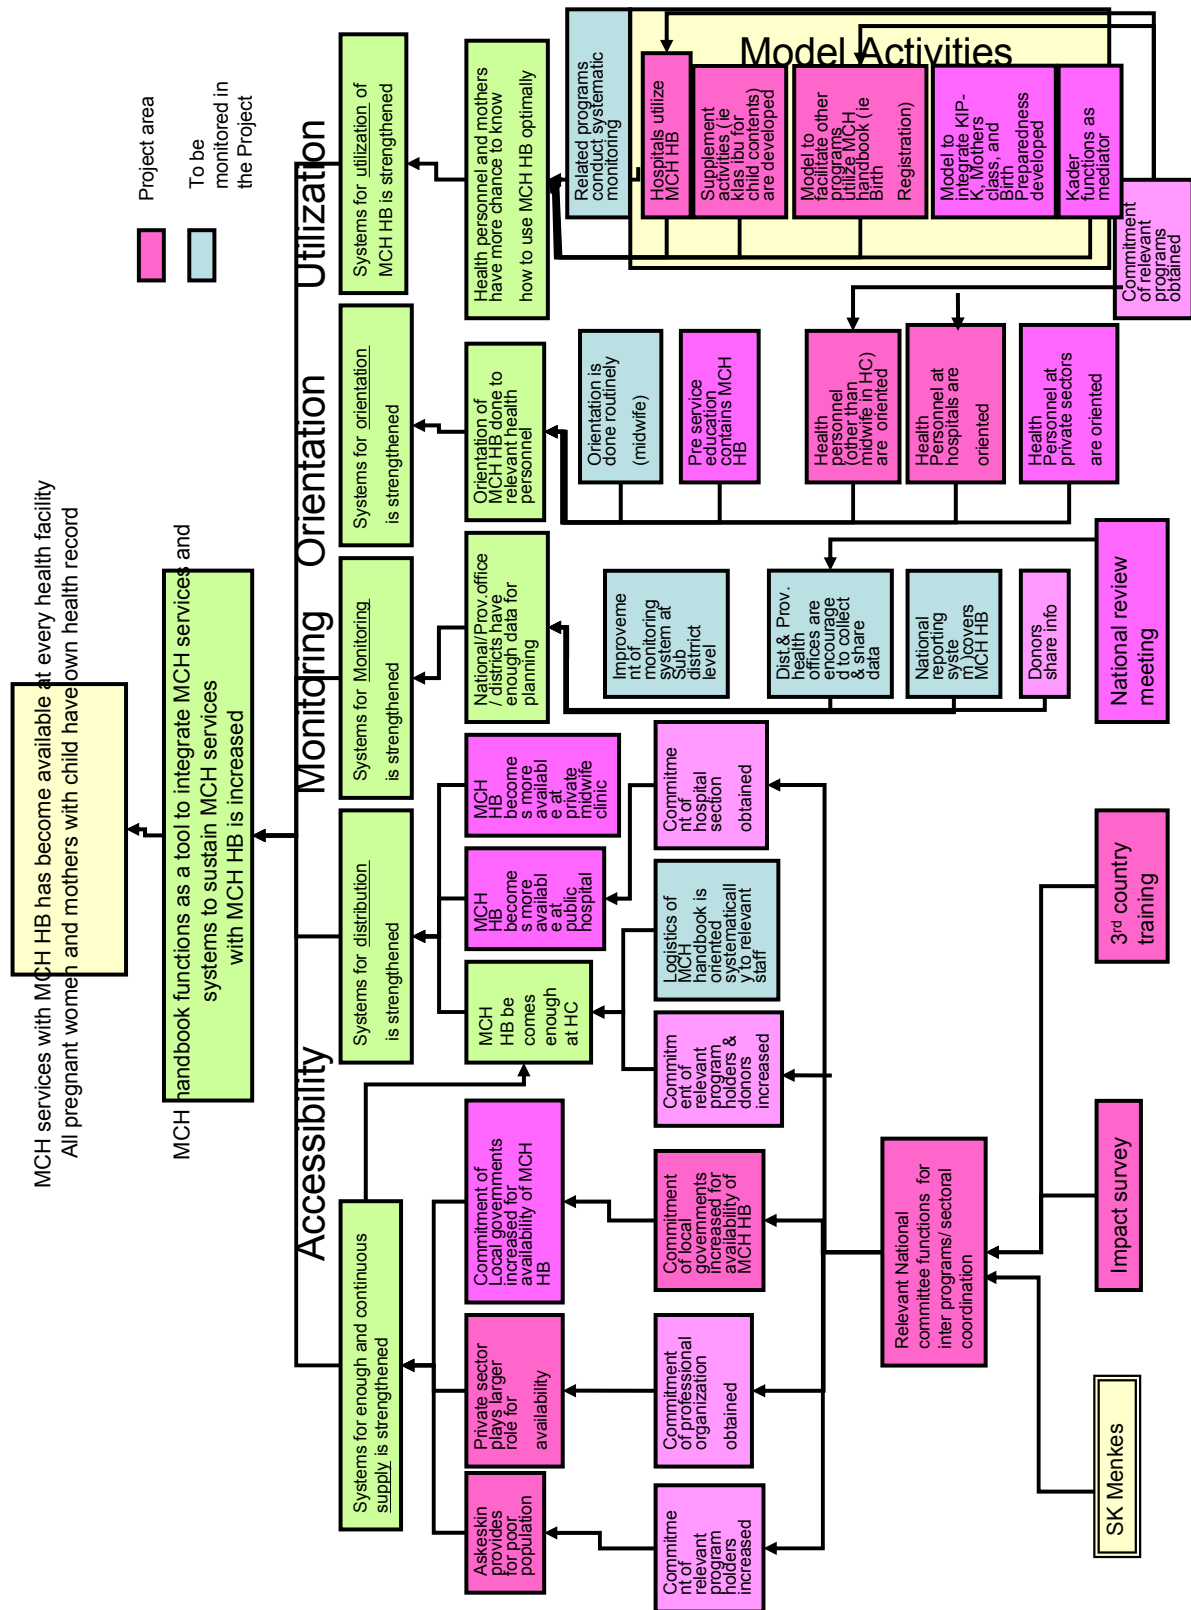 MCH services with MCH HB has become available at every health facility
All pregnant women and mothers with child have own health record
MCH handbook functions as a tool to integrate MCH services and
systems to sustain MCH services
with MCH HB is increased
Project area
To be
monitored in
the Project
Accessibility
Monitoring
Orientation
Utilization
Systems for enough and continuous
supply is strengthened
Systems for distribution
is strengthened
Systems for Monitoring
is strengthened
Systems for orientation
is strengthened
Systems for utilization of
MCH HB is strengthened
Askeskin
provides
for poor
population
Private sector
plays larger
role for
availability
Commitment of
Local governments
increased for
availability of MCH
HB
MCH
HB be
comes
enough
at HC
MCH
HB
become
s more
availabl
e at
public
hospital
MCH
HB
become
s more
availabl
e at
private
midwife
clinic
National/Prov.office
/ districts have
enough data for
planning
Orientation of
MCH HB done to
relevant health
personnel
Health personnel and mothers
have more chance to know
how to use MCH HB optimally
Commitme
nt of
relevant
program
holders
increased
Commitment
of professional
organization
obtained
Commitment
of local
governments
increased for
availability of
MCH HB
Commitm
ent of
relevant
program
holders &
donors
increased
Logistics of
MCH
handbook is
oriented
systematicall
y to relevant
staff
Commitme
nt of
hospital
section
obtained
Improveme
nt of
monitoring
system at
Sub
district
level
Dist.& Prov.
health
offices are
encourage
d to collect
& share
data
National
reporting
syste
m )covers
MCH HB
Donors
share info
Orientation is
done routinely
(midwife)
Pre service
education
contains MCH
HB
Health
personnel
(other than
midwife in HC)
are oriented
Health
Personnel at
hospitals are
oriented
Health
Personnel at
private sectors
are oriented
Related programs
conduct systematic
monitoring
Model Activities
Hospitals utilize
MCH HB
Supplement
activities (ie
klas ibu for
child contents)
are developed
Model to
facilitate other
programs
utilize MCH
handbook (ie
Birth
Registration)
Model to
integrate KIP-
K, Mothers
class, and
Birth
Preparedness
developed
Kader
functions as
mediator
Commitment
of relevant
programs
obtained
Relevant National
committee functions for
inter programs/ sectoral
coordination
SK Menkes
Impact survey
3rd country
training
National review
meeting